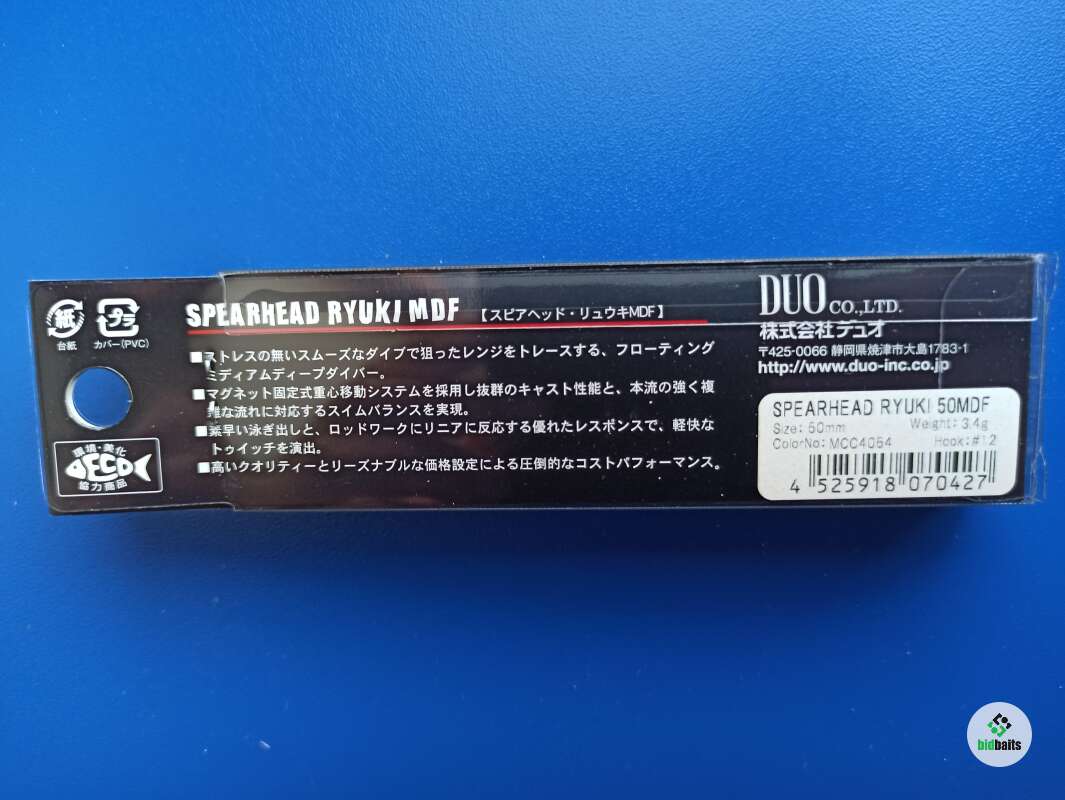 紙
台紙
プラ
カバー(PVC)
SPEARHEAD RYUKI MDF 【スピアヘッド・リュウキMDF】
■ストレスの無いスムーズなダイブで狙ったレンジをトレースする、フローティング
ミディアムディープダイバー。
■マグネット固定式重心移動システムを採用し抜群のキャスト性能と、本流の強く複
雑な流れに対応するスイムバランスを実現。
■素早い泳ぎ出しと、ロッドワークにリニアに反応する優れたレスポンスで、軽快な
トゥイッチを演出。
■高いクオリティーとリーズナブルな価格設定による圧倒的なコストパフォーマンス。
環境・美化
ECO
協力商品
DUO CO.,LTD.
株式会社デュオ
〒425-0066 静岡県焼津市大島1783-1
http://www.duo-inc.co.jp
SPEARHEAD RYUKI 50MDF
Size: 50mm Weight: 3.4g
ColorNo: MCC4054 Hook: #12
4 525918 070427
bidbaits